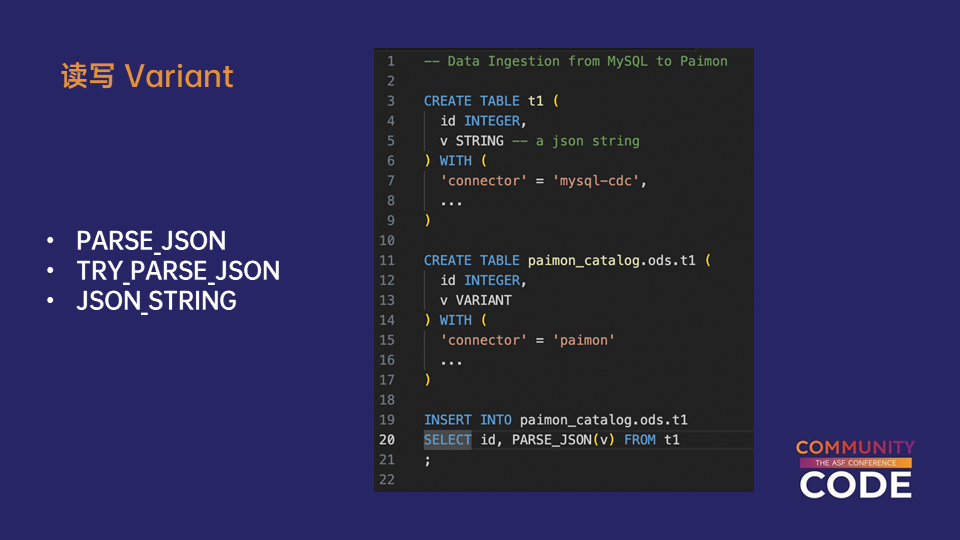 读写 Variant
• PARSE_JSON
• TRY_PARSE_JSON
• JSON_STRING
1 -- Data Ingestion from MySQL to Paimon
2
3 CREATE TABLE t1 (
4 id INTEGER,
5 v STRING -- a json string
6 ) WITH (
7 'connector' = 'mysql-cdc',
8 ...
9 )
10
11 CREATE TABLE paimon_catalog.ods.t1 (
12 id INTEGER,
13 v VARIANT
14 ) WITH (
15 'connector' = 'paimon'
16 ...
17 )
18
19 INSERT INTO paimon_catalog.ods.t1
20 SELECT id, PARSE_JSON(v) FROM t1
21 ;
22
COMMUNITY
THE ASF CONFERENCE
CODE